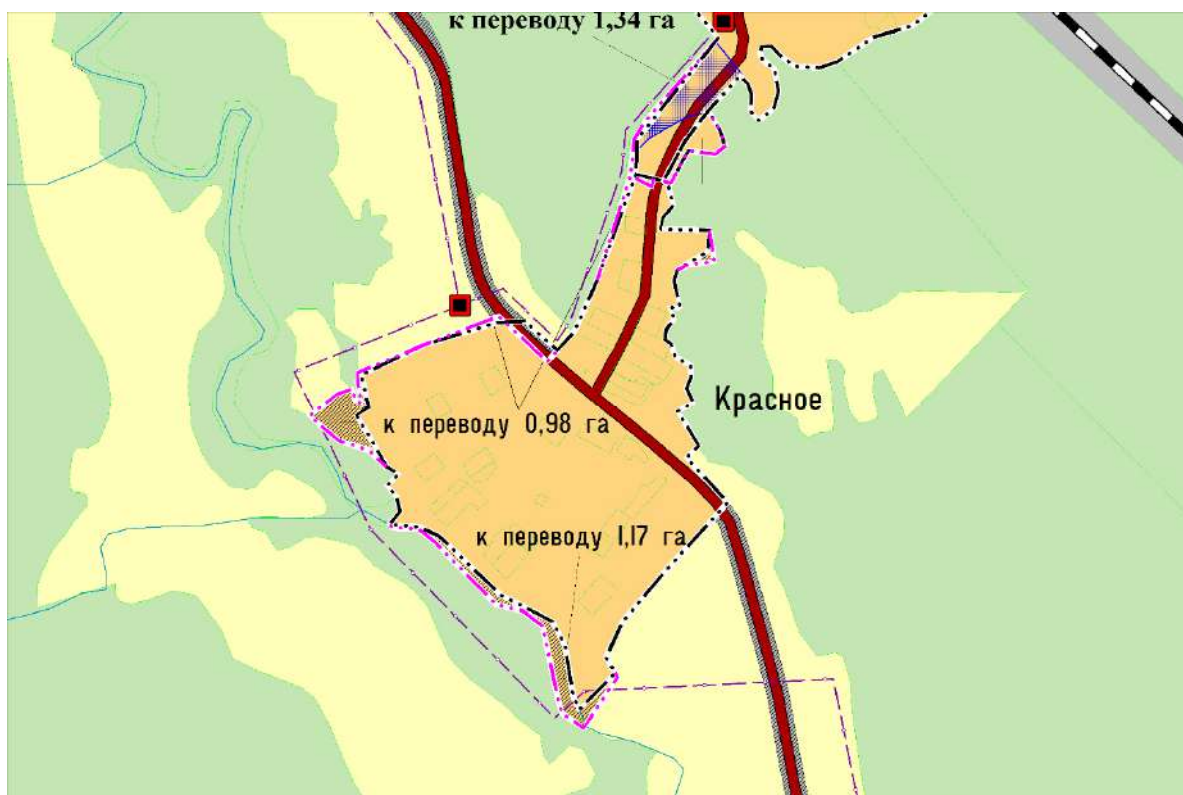 к переводу 1,34 га
Красное
к переводу 0,98 га
к переводу 1,17 га